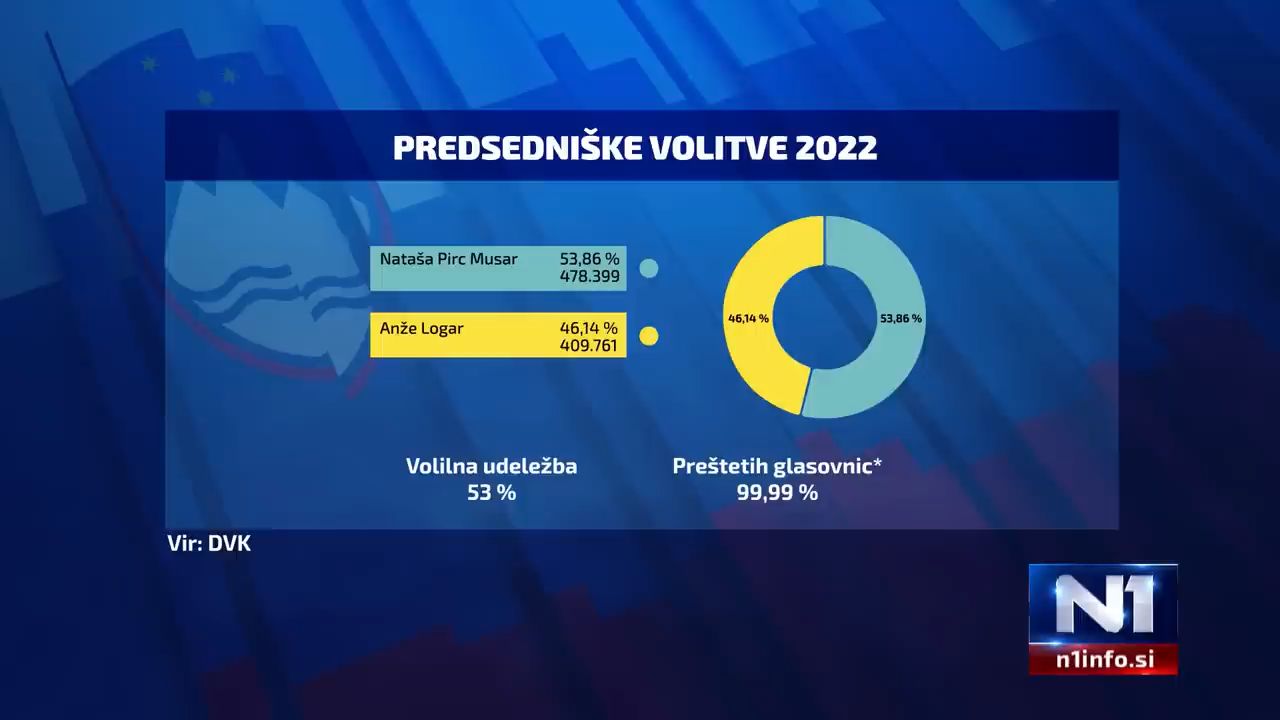 PREDSEDNIŠKE VOLITVE 2022
Nataša Pirc Musar 53,86 %
478.399
Anže Logar 46,14 %
409.761
46,14 % 53,86 %
Volilna udeležba
53 %
Preštetih glasovnic*
99,99 %
Vir: DVK
N1
n1info.si